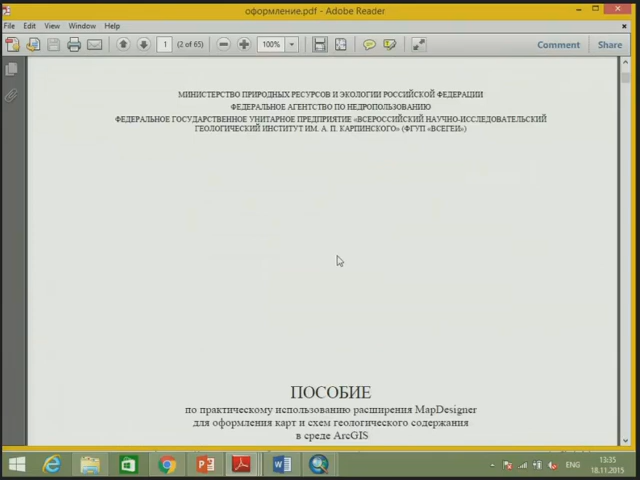 оформление.pdf - Adobe Reader
File Edit View Window Help
1 (2 of 65) 100% Comment Share
МИНИСТЕРСТВО ПРИРОДНЫХ РЕСУРСОВ И ЭКОЛОГИИ РОССИЙСКОЙ ФЕДЕРАЦИИ
ФЕДЕРАЛЬНОЕ АГЕНТСТВО ПО НЕДРОПОЛЬЗОВАНИЮ
ФЕДЕРАЛЬНОЕ ГОСУДАРСТВЕННОЕ УНИТАРНОЕ ПРЕДПРИЯТИЕ «ВСЕРОССИЙСКИЙ НАУЧНО-ИССЛЕДОВАТЕЛЬСКИЙ
ГЕОЛОГИЧЕСКИЙ ИНСТИТУТ ИМ. А. П. КАРПИНСКОГО» (ФГУП «ВСЕГЕИ»)
ПОСОБИЕ
по практическому использованию расширения MapDesigner
для оформления карт и схем геологического содержания
в среде ArcGIS
ENG
13:35
18.11.2015